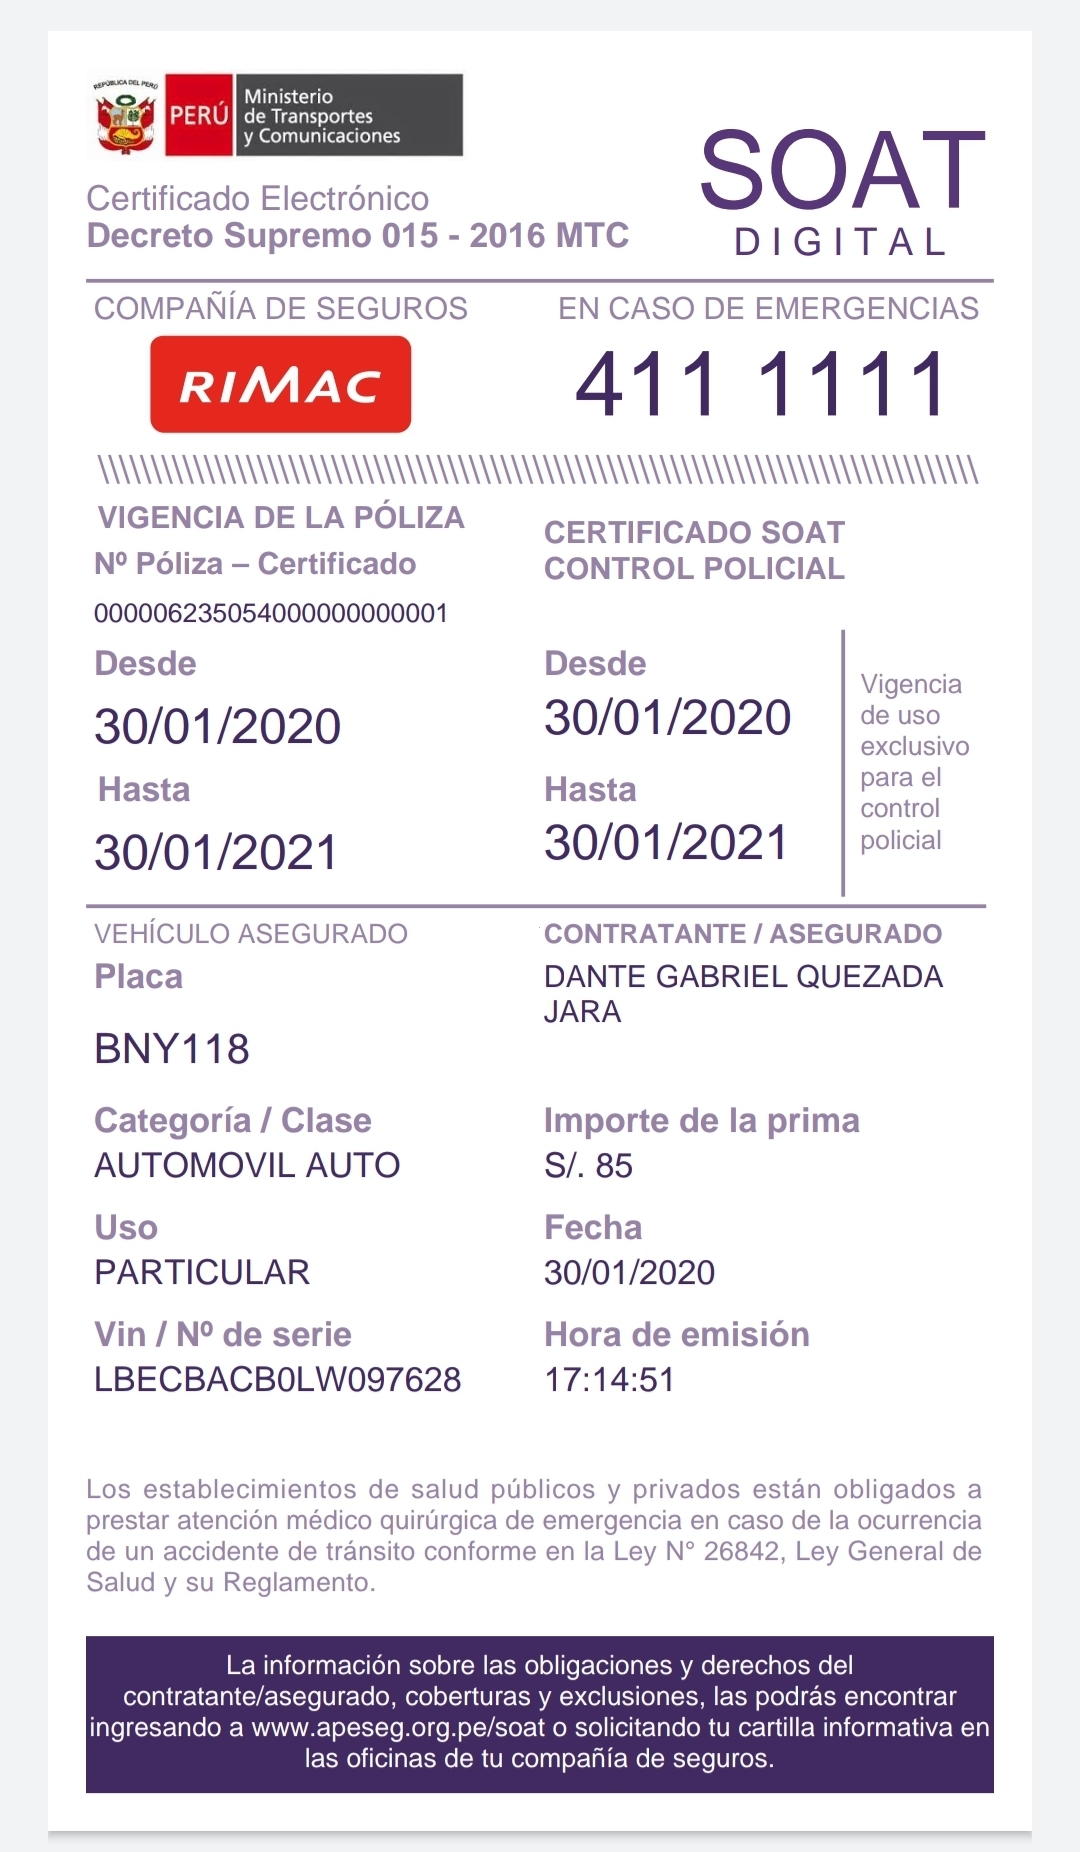 REPÚBLICA DEL PERÚ
PERÚ
Ministerio
de Transportes
y Comunicaciones
Certificado Electrónico
Decreto Supremo 015 - 2016 MTC
SOAT
DIGITAL
COMPAÑÍA DE SEGUROS
RIMAC
EN CASO DE EMERGENCIAS
411 1111
\\\\\\\\\\\\\\\\\\\\\\\\\\\\\\\\\\\\\\\\\\\\\\\\\\\\\\\\\\\\\\\\\\\\\\\\\\\\\\\\\\\
VIGENCIA DE LA PÓLIZA
Nº Póliza – Certificado
000006235054000000000001
Desde
30/01/2020
Hasta
30/01/2021
CERTIFICADO SOAT
CONTROL POLICIAL
Desde
30/01/2020
Hasta
30/01/2021
Vigencia
de uso
exclusivo
para el
control
policial
VEHÍCULO ASEGURADO
Placa
BNY118
Categoría / Clase
AUTOMOVIL AUTO
Uso
PARTICULAR
Vin / Nº de serie
LBECBACB0LW097628
CONTRATANTE / ASEGURADO
DANTE GABRIEL QUEZADA
JARA
Importe de la prima
S/. 85
Fecha
30/01/2020
Hora de emisión
17:14:51
Los establecimientos de salud públicos y privados están obligados a
prestar atención médico quirúrgica de emergencia en caso de la ocurrencia
de un accidente de tránsito conforme en la Ley N° 26842, Ley General de
Salud y su Reglamento.
La información sobre las obligaciones y derechos del
contratante/asegurado, coberturas y exclusiones, las podrás encontrar
ingresando a www.apeseg.org.pe/soat o solicitando tu cartilla informativa en
las oficinas de tu compañía de seguros.